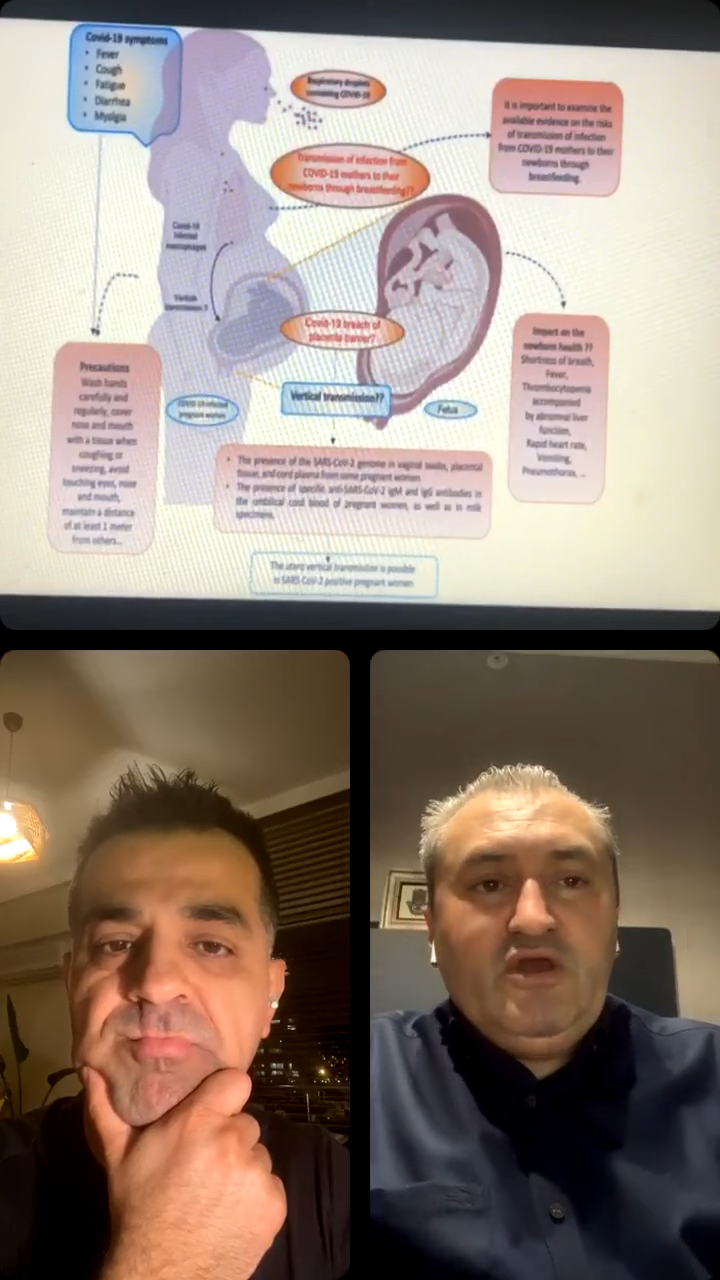 Covid-19 symptoms
• Fever
• Cough
• Fatigue
• Diarrhea
• Myalgia
Respiratory droplets
containing COVID-19
Transmission of infection from
COVID-19 mothers to their
newborns through breastfeeding??
It is important to examine the
available evidence on the risks
of transmission of infection
from COVID-19 mothers to their
newborns through
breastfeeding.
Covid-19
infected
macrophages
Vertical
transmission ?
Covid-19 breach of
placenta barrier?
Precautions
Wash hands
carefully and
regularly, cover
nose and mouth
with a tissue when
coughing or
sneezing, avoid
touching eyes, nose
and mouth,
maintain a distance
of at least 1 meter
from others...
COVID-19 infected
pregnant women
Vertical transmission??
Fetus
Impact on the
newborn health ??
Shortness of breath,
Fever,
Thrombocytopenia
accompanied
by abnormal liver
function,
Rapid heart rate,
Vomiting,
Pneumothorax, ...
• The presence of the SARS-CoV-2 genome in vaginal swabs, placental
tissue, and cord plasma from some pregnant women.
• The presence of specific anti-SARS-CoV-2 IgM and IgG antibodies in
the umbilical cord blood of pregnant women, as well as in milk
specimens.
The utero vertical transmission is possible
in SARS-CoV-2 positive pregnant women